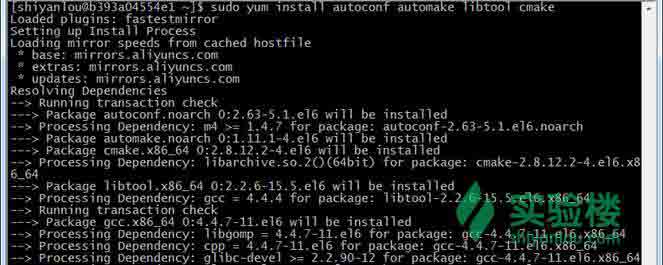 [shiyanlou@b393a04554e1 ~]$ sudo yum install autoconf automake libtool cmake
Loaded plugins: fastestmirror
Setting up Install Process
Loading mirror speeds from cached hostfile
 * base: mirrors.aliyuncs.com
 * extras: mirrors.aliyuncs.com
 * updates: mirrors.aliyuncs.com
Resolving Dependencies
--> Running transaction check
---> Package autoconf.noarch 0:2.63-5.1.el6 will be installed
--> Processing Dependency: m4 >= 1.4.7 for package: autoconf-2.63-5.1.el6.noarch
---> Package automake.noarch 0:1.11.1-4.el6 will be installed
---> Package cmake.x86_64 0:2.8.12.2-4.el6 will be installed
--> Processing Dependency: libarchive.so.2()(64bit) for package: cmake-2.8.12.2-4.el6.x8
6_64
---> Package libtool.x86_64 0:2.2.6-15.5.el6 will be installed
--> Processing Dependency: gcc = 4.4.4 for package: libtool-2.2.6-15.5.el6.x86_64
--> Running transaction check
---> Package gcc.x86_64 0:4.4.7-11.el6 will be installed
--> Processing Dependency: libgomp = 4.4.7-11.el6 for package: gcc-4.4.7-11.el6.x86_64
--> Processing Dependency: cpp = 4.4.7-11.el6 for package: gcc-4.4.7-11.el6.x86_64
--> Processing Dependency: glibc-devel >= 2.2.90-12 for package: gcc-4.4.7-11.el6.x86_64
实验楼
shiyanlou.com